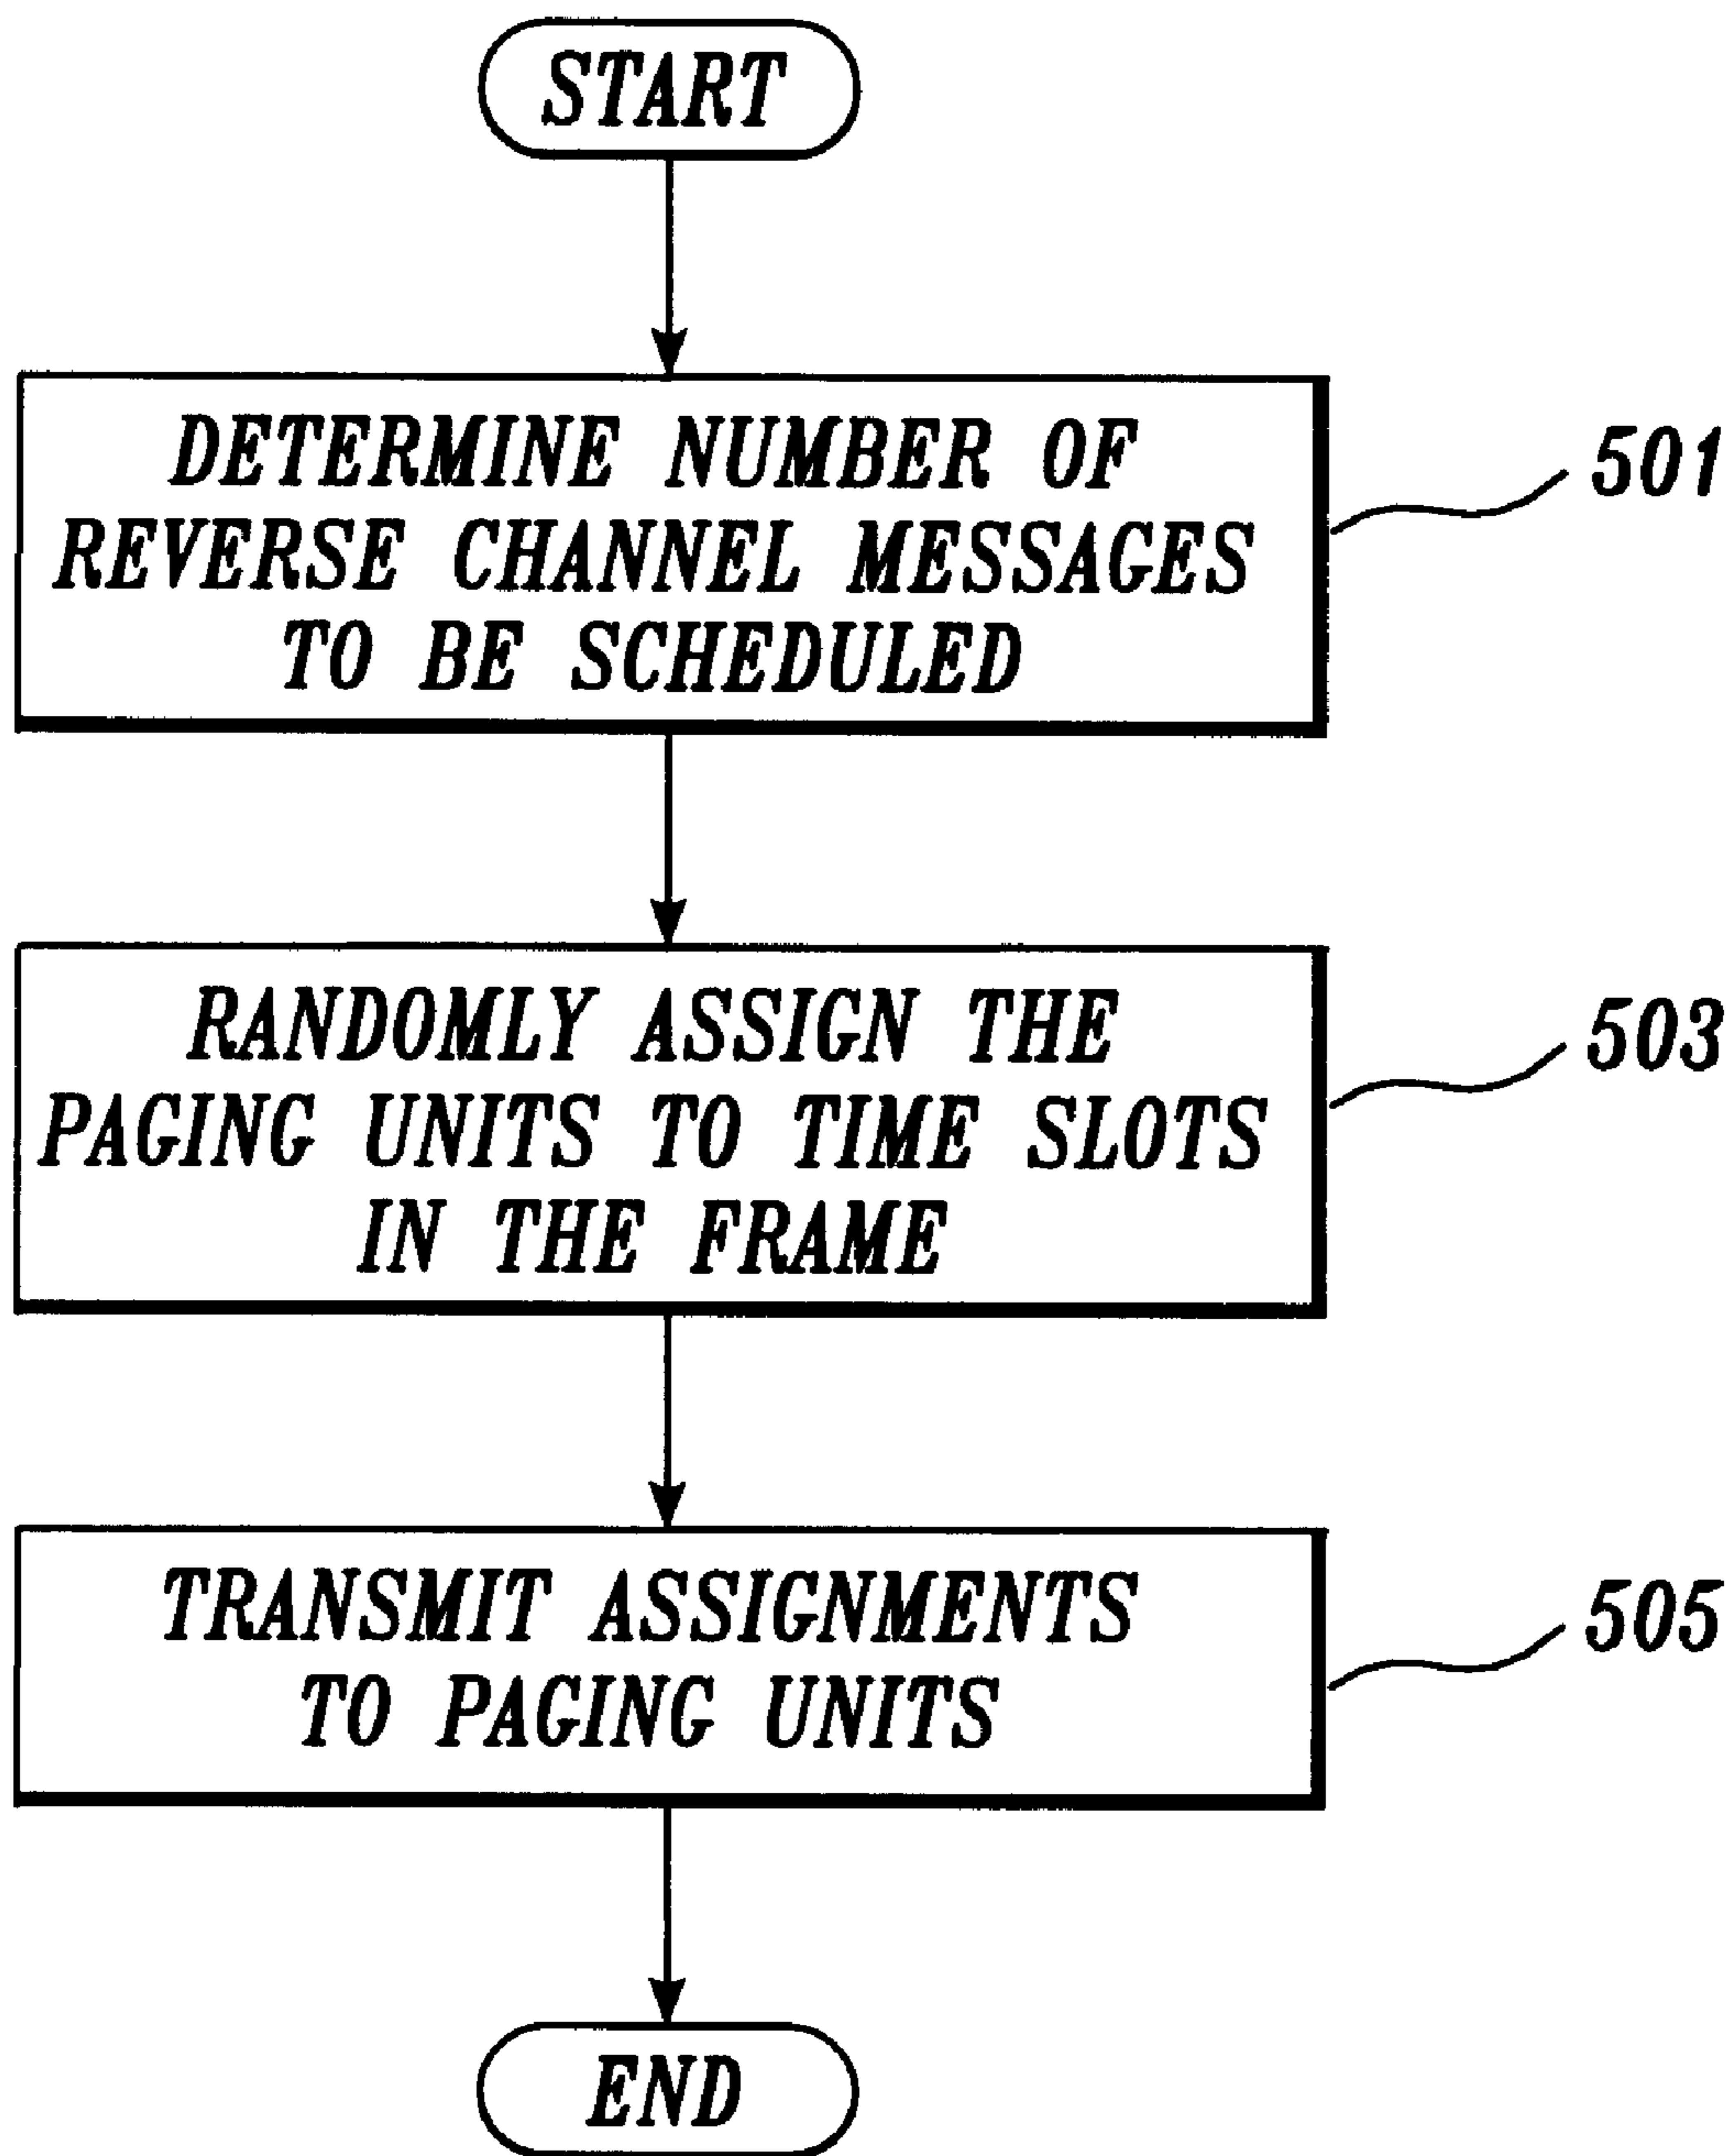 START
DETERMINE NUMBER OF
REVERSE CHANNEL MESSAGES
TO BE SCHEDULED
501
RANDOMLY ASSIGN THE
PAGING UNITS TO TIME SLOTS
IN THE FRAME
503
TRANSMIT ASSIGNMENTS
TO PAGING UNITS
505
END